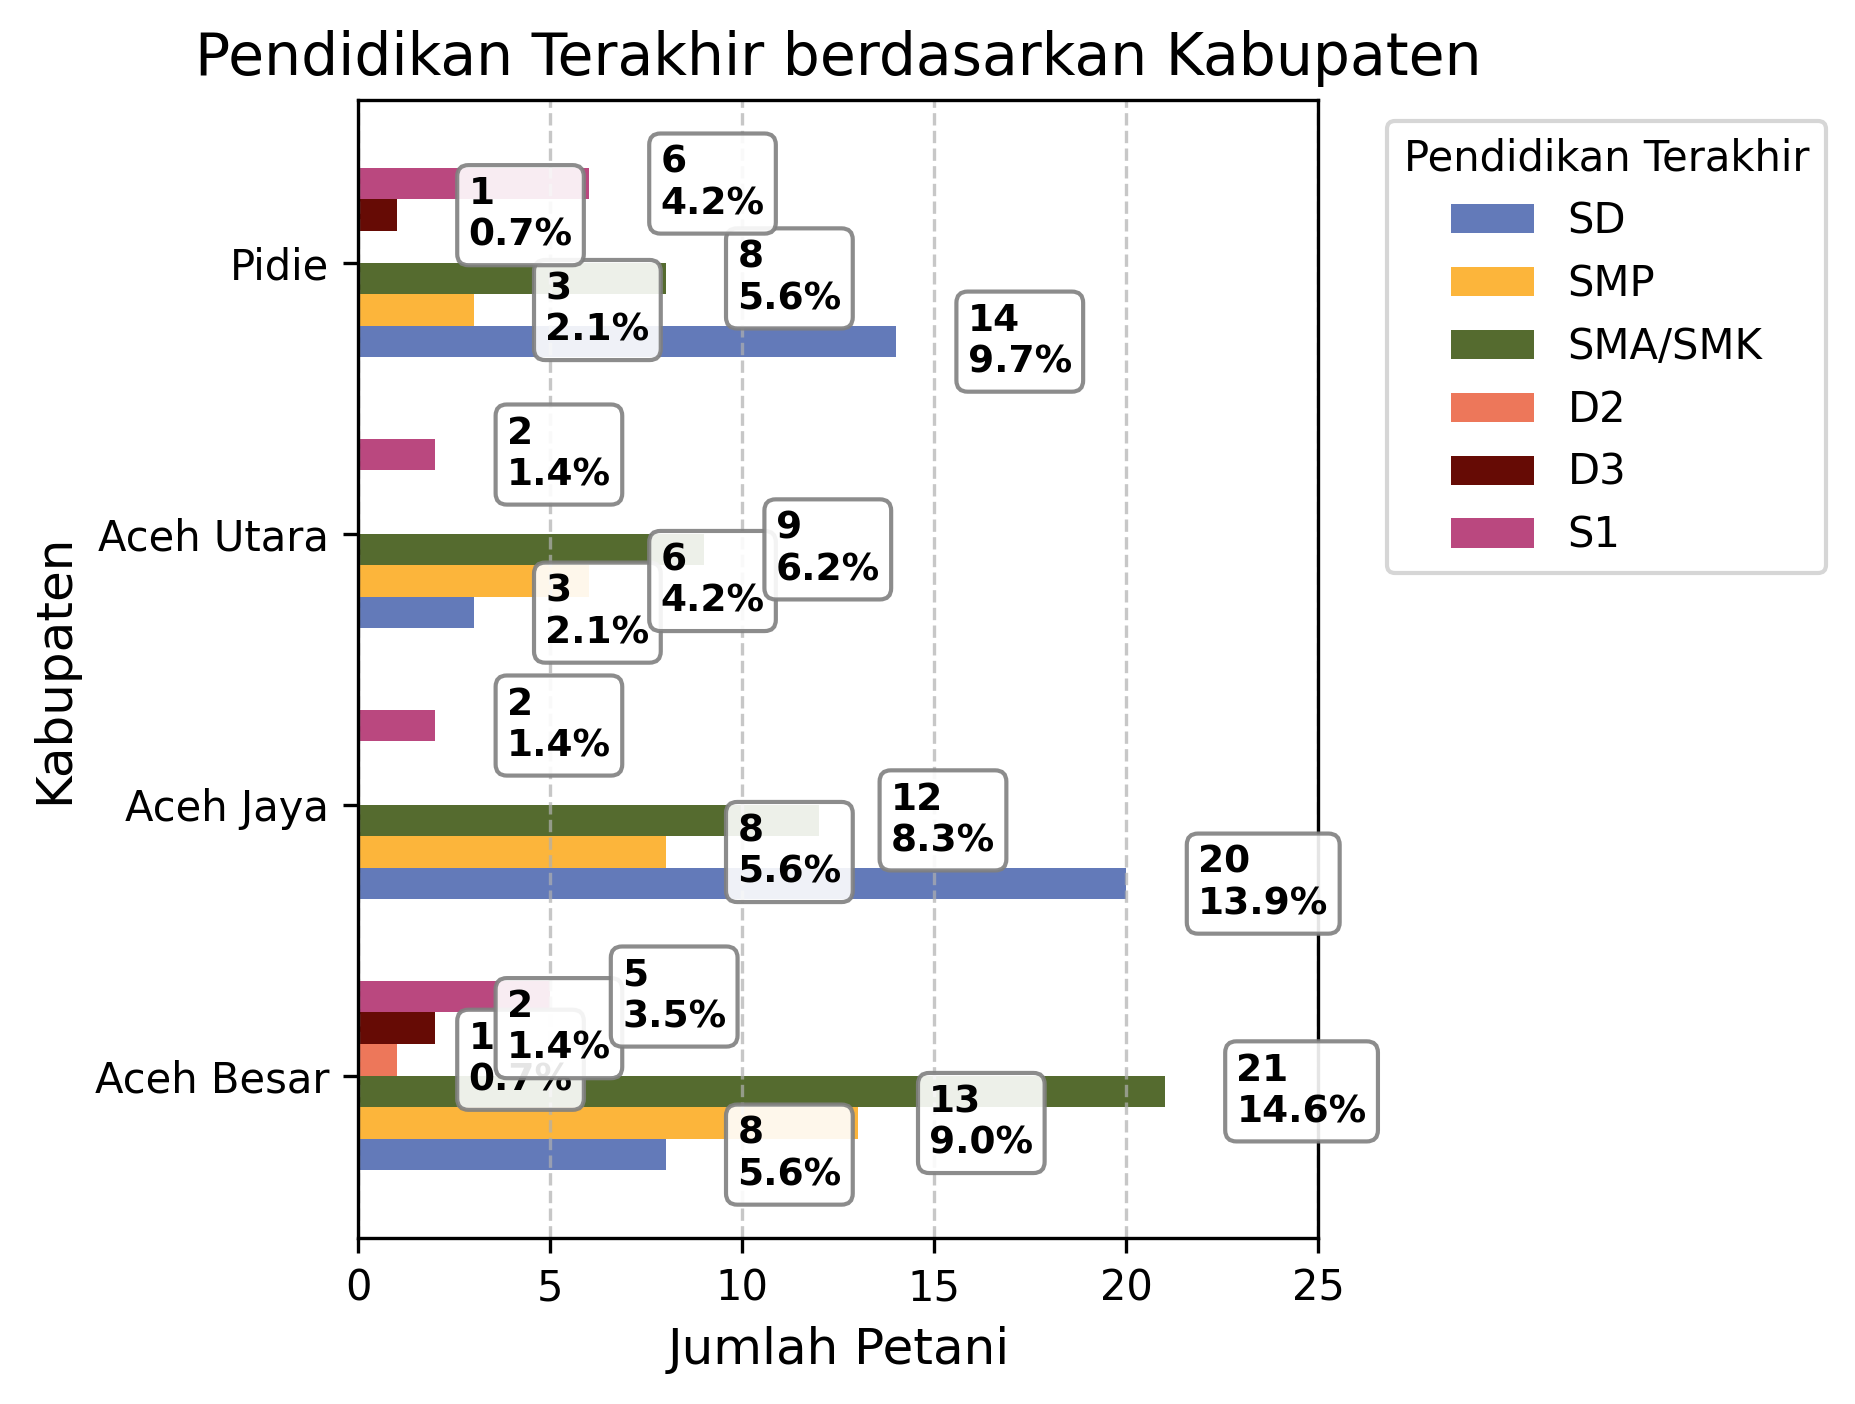 Pendidikan Terakhir berdasarkan Kabupaten
Pendidikan Terakhir
SD
SMP
SMA/SMK
D2
D3
S1
Kabupaten
Pidie
6
4.2%
1
0.7%
8
5.6%
3
2.1%
14
9.7%
Aceh Utara
2
1.4%
9
6.2%
6
4.2%
3
2.1%
Aceh Jaya
2
1.4%
12
8.3%
8
5.6%
20
13.9%
Aceh Besar
5
3.5%
2
1.4%
1
0.7%
21
14.6%
13
9.0%
8
5.6%
0 5 10 15 20 25
Jumlah Petani